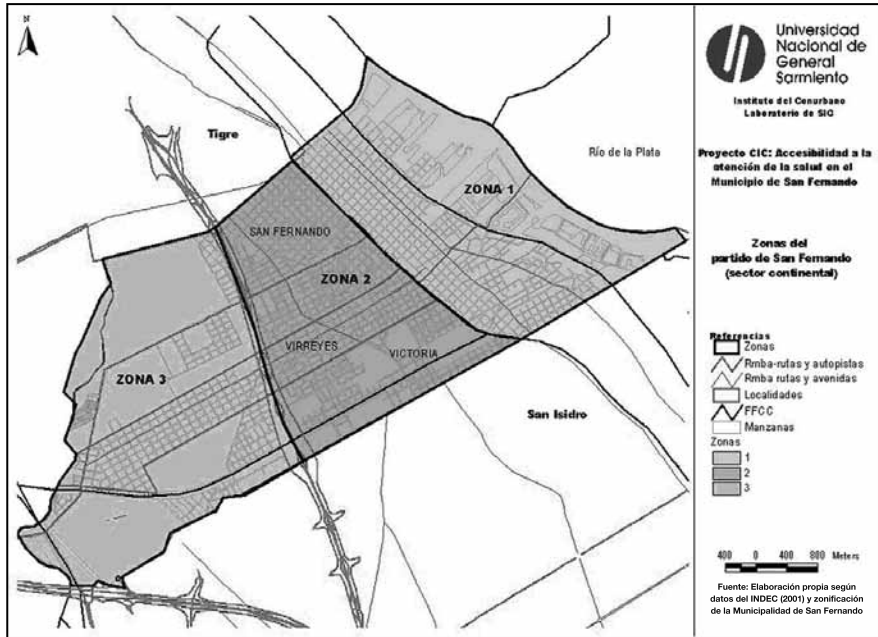 N
Tigre
Río de la Plata
ZONA 1
SAN FERNANDO
ZONA 2
VIRREYES
VICTORIA
ZONA 3
San Isidro
Universidad
Nacional de
General
Sarmiento
Instituto del Conurbano
Laboratorio de SIG
Proyecto CIC: Accesibilidad a la
atención de la salud en el
Municipio de San Fernando
Zonas del
partido de San Fernando
(sector continental)
Referencias
Zonas
Rmba-rutas y autopistas
Rmba rutas y avenidas
Localidades
FFCC
Manzanas
Zonas
1
2
3
400 0 400 800 Meters
Fuente: Elaboración propia según
datos del INDEC (2001) y zonificación
de la Municipalidad de San Fernando